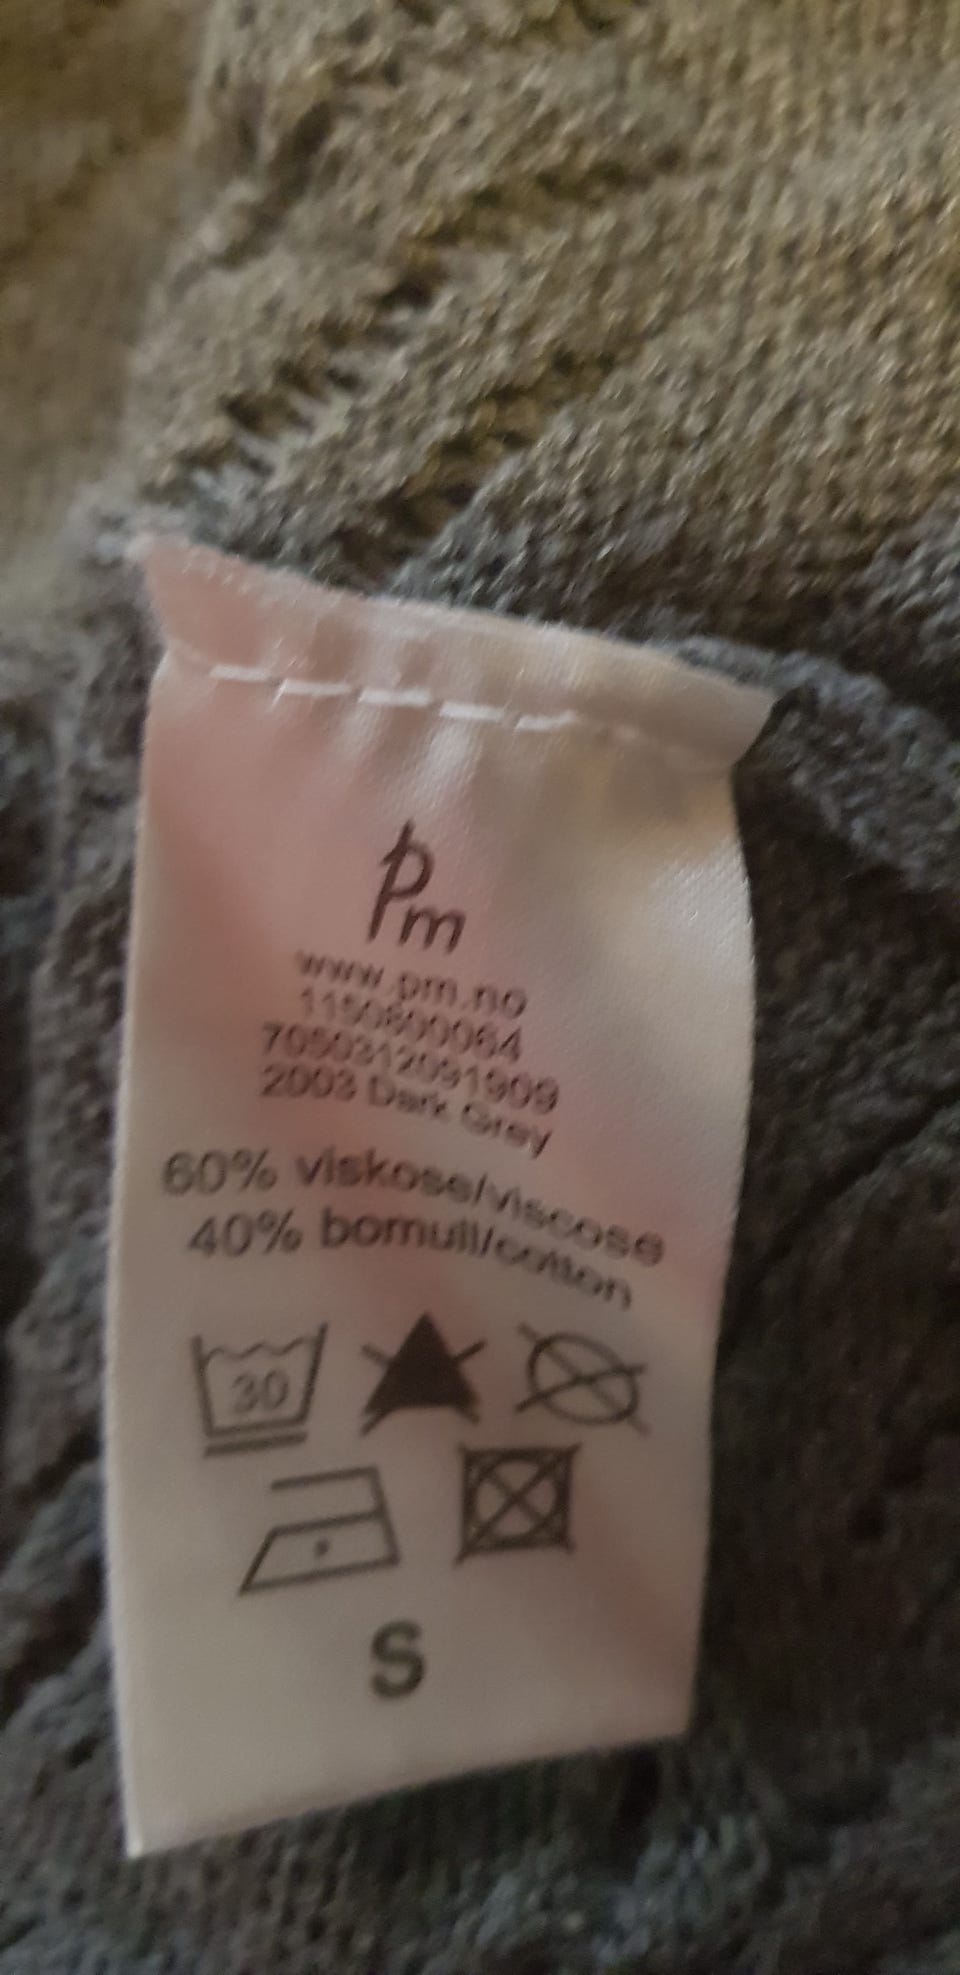 Pm
www.pm.no
1150800064
7050312091909
2003 Dark Grey
60% viskose/viscose
40% bomull/cotton
30
S